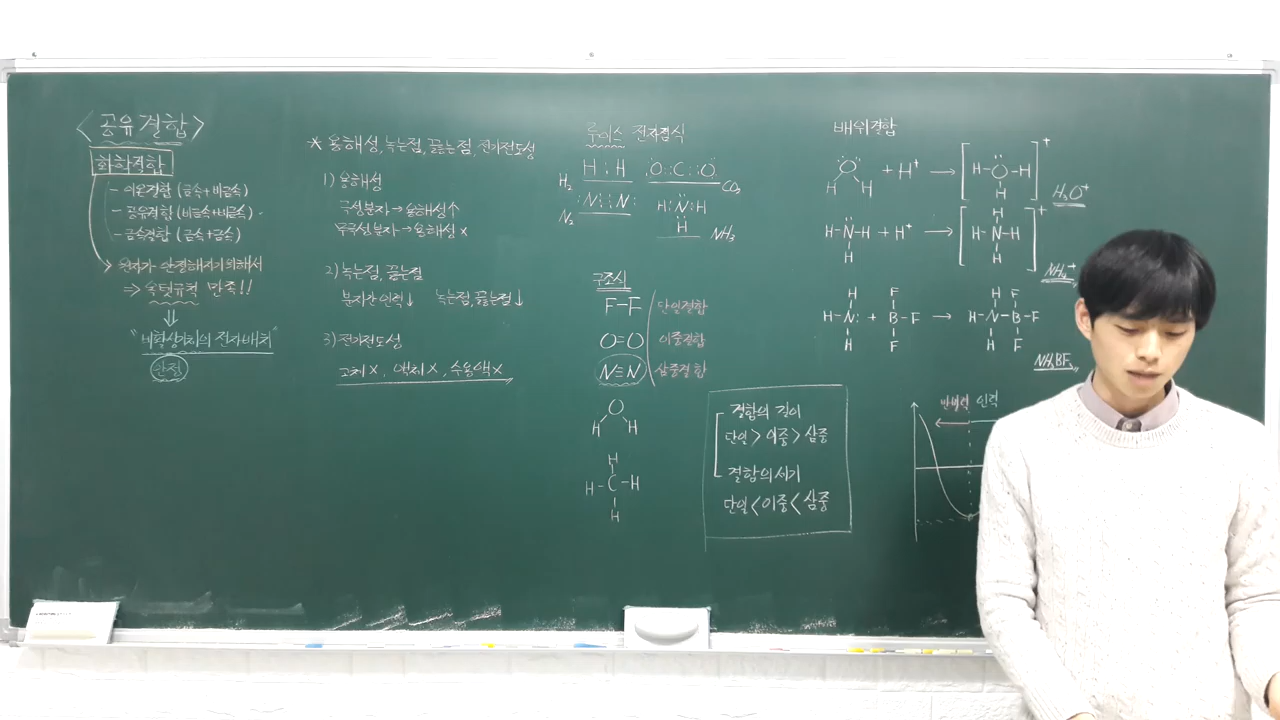 <공유결합>
화학결합
- 이온결합 (금속+비금속)
- 공유결합 (비금속+비금속)
- 금속결합 (금속+금속)
원자가 안정해지기위해서
⇒ 옥텟규칙 만족!!
⇓
"비활성기체의 전자배치"
안정
* 용해성, 녹는점, 끓는점, 전기전도성
1) 용해성
극성분자→용해성↑
무극성분자→용해성×
2) 녹는점, 끓는점
분자간인력↓ 녹는점, 끓는점↓
3) 전기전도성
고체×, 액체×, 수용액×
루이스 전자점식
H:H
H₂
:O::C::O:
CO₂
:N:::N:
N₂
H:N:H
H
NH₃
구조식
F-F 단일결합
O=O 이중결합
N≡N 삼중결합
O
H H
H
H-C-H
H
결합의 길이
단일>이중>삼중
결합의세기
단일<이중<삼중
배위결합
O + H⁺ → [H-O-H]⁺
H H H
H₃O⁺
H
H-N-H + H⁺ → [H-N-H]⁺
H H
NH₄⁺
H F H F
H-N: + B-F → H-N-B-F
H F H F
NH₃BF₃
반발력 인력